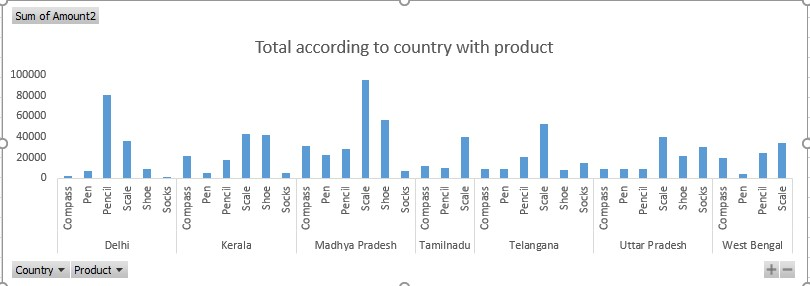 Sum of Amount2
Total according to country with product
100000
80000
60000
40000
20000
0
Compass Pen Pencil Scale Shoe Socks Compass Pen Pencil Scale Shoe Socks Compass Pen Pencil Scale Shoe Socks Compass Pencil Scale Compass Pen Pencil Scale Shoe Socks Compass Pen Pencil Scale Shoe Socks Compass Pen Pencil Scale
Delhi Kerala Madhya Pradesh Tamilnadu Telangana Uttar Pradesh West Bengal
Country Product